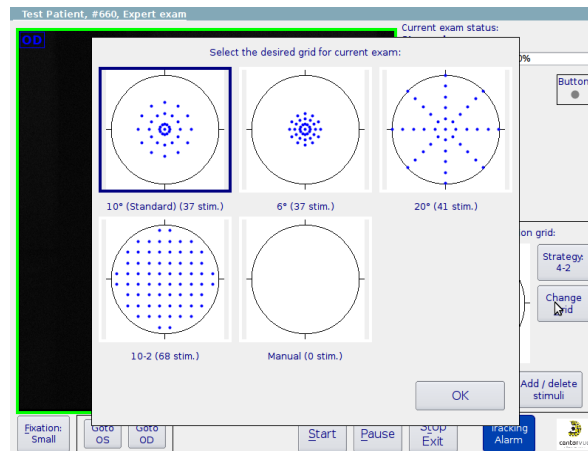 Test Patient, #660, Expert exam
Current exam status:
OD
Select the desired grid for current exam:
0%
Button
10° (Standard) (37 stim.)
6° (37 stim.)
20° (41 stim.)
on grid:
Strategy:
4-2
Change
grid
10-2 (68 stim.)
Manual (0 stim.)
OK
Add / delete
stimuli
Fixation:
Small
Goto
OS
Goto
OD
Start
Pause
Stop
Exit
Tracking
Alarm